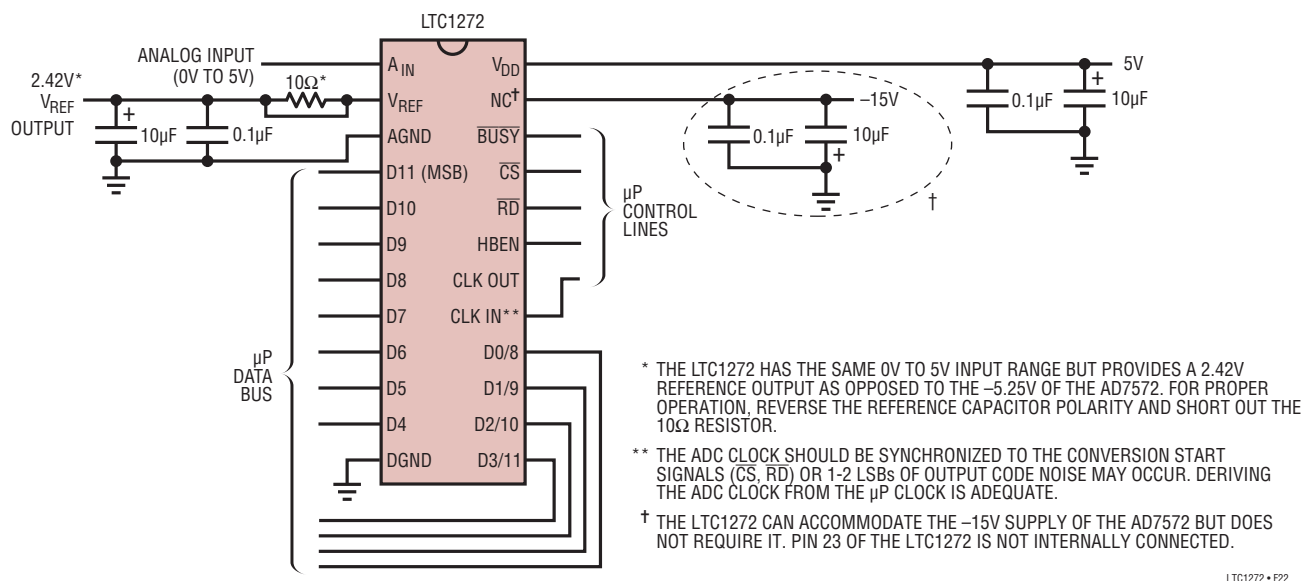 LTC1272
ANALOG INPUT
(0V TO 5V)
2.42V*
VREF
OUTPUT
10Ω*
+
10µF
0.1µF
AIN
VREF
AGND
D11 (MSB)
D10
D9
D8
D7
D6
D5
D4
DGND
VDD
NC†
BUSY
CS
RD
HBEN
CLK OUT
CLK IN**
D0/8
D1/9
D2/10
D3/11
µP
DATA
BUS
µP
CONTROL
LINES
–15V
0.1µF
10µF
+
†
5V
+
0.1µF
10µF
* THE LTC1272 HAS THE SAME 0V TO 5V INPUT RANGE BUT PROVIDES A 2.42V
REFERENCE OUTPUT AS OPPOSED TO THE –5.25V OF THE AD7572. FOR PROPER
OPERATION, REVERSE THE REFERENCE CAPACITOR POLARITY AND SHORT OUT THE
10Ω RESISTOR.
** THE ADC CLOCK SHOULD BE SYNCHRONIZED TO THE CONVERSION START
SIGNALS (CS, RD) OR 1-2 LSBs OF OUTPUT CODE NOISE MAY OCCUR. DERIVING
THE ADC CLOCK FROM THE µP CLOCK IS ADEQUATE.
† THE LTC1272 CAN ACCOMMODATE THE –15V SUPPLY OF THE AD7572 BUT DOES
NOT REQUIRE IT. PIN 23 OF THE LTC1272 IS NOT INTERNALLY CONNECTED.
LTC1272 • F22